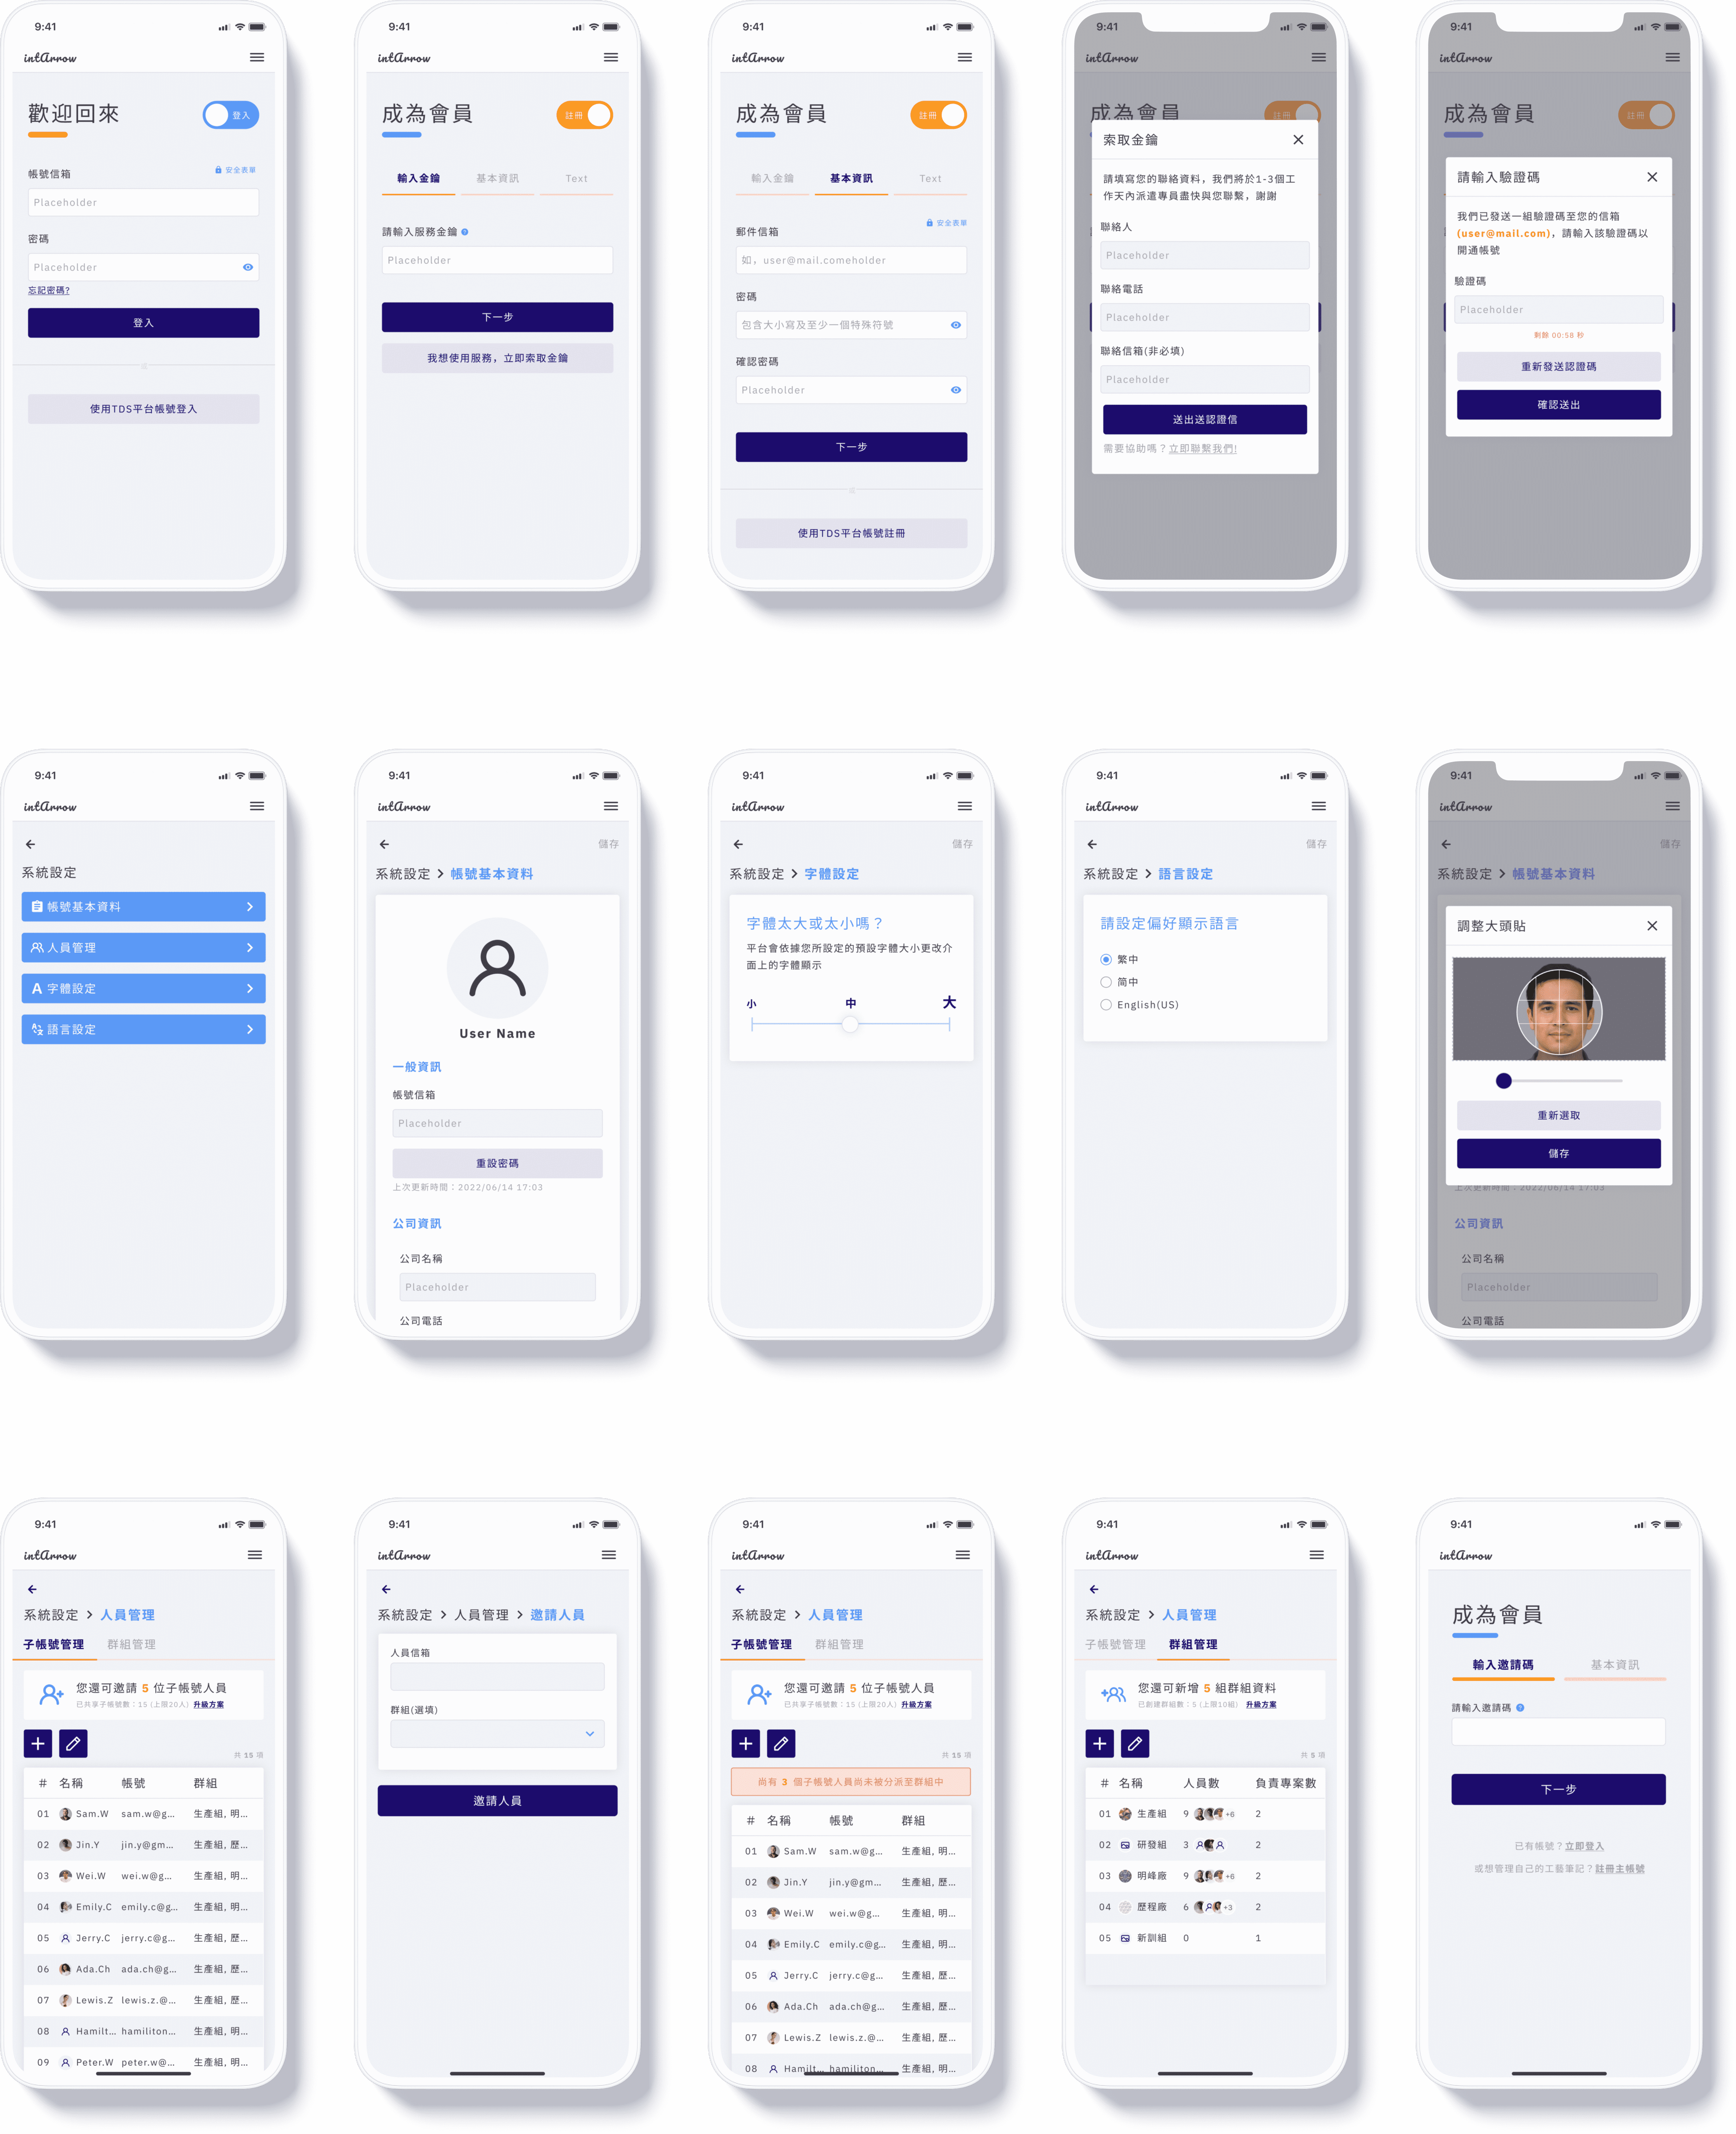 9:41
intArrow
歡迎回來
登入
帳號信箱
安全表單
Placeholder
密碼
Placeholder
忘記密碼?
登入
或
使用TDS平台帳號登入
9:41
intArrow
成為會員
註冊
輸入金鑰 基本資訊 Text
請輸入服務金鑰
Placeholder
下一步
我想使用服務，立即索取金鑰
9:41
intArrow
成為會員
註冊
輸入金鑰 基本資訊 Text
安全表單
郵件信箱
如，user@mail.comeholder
密碼
包含大小寫及至少一個特殊符號
確認密碼
Placeholder
下一步
或
使用TDS平台帳號註冊
9:41
intArrow
成為會員
註冊
索取金鑰
請填寫您的聯絡資料，我們將於1-3個工
作天內派遣專員盡快與您聯繫，謝謝
聯絡人
Placeholder
聯絡電話
Placeholder
聯絡信箱(非必填)
Placeholder
送出送認證信
需要協助嗎？立即聯繫我們!
9:41
intArrow
成為會員
註冊
請輸入驗證碼
我們已發送一組驗證碼至您的信箱
(user@mail.com)，請輸入該驗證碼以
開通帳號
驗證碼
Placeholder
剩餘 00:58 秒
重新發送認證碼
確認送出
9:41
intArrow
系統設定
帳號基本資料
人員管理
字體設定
語言設定
9:41
intArrow
儲存
系統設定 > 帳號基本資料
User Name
一般資訊
帳號信箱
Placeholder
重設密碼
上次更新時間：2022/06/14 17:03
公司資訊
公司名稱
Placeholder
公司電話
9:41
intArrow
儲存
系統設定 > 字體設定
字體太大或太小嗎？
平台會依據您所設定的預設字體大小更改介
面上的字體顯示
小 中 大
9:41
intArrow
儲存
系統設定 > 語言設定
請設定偏好顯示語言
繁中
简中
English(US)
9:41
intArrow
儲存
系統設定 > 帳號基本資料
調整大頭貼
重新選取
儲存
上次更新時間：2022/06/14 17:03
公司資訊
公司名稱
Placeholder
公司電話
9:41
intArrow
系統設定 > 人員管理
子帳號管理 群組管理
您還可邀請 5 位子帳號人員
已共享子帳號數：15 (上限20人) 升級方案
共 15 項
# 名稱 帳號 群組
01 Sam.W sam.w@g... 生產組, 明...
02 Jin.Y jin.y@gm... 生產組, 歷...
03 Wei.W wei.w@g... 生產組, 明...
04 Emily.C emily.c@g... 生產組, 明...
05 Jerry.C jerry.c@g... 生產組, 歷...
06 Ada.Ch ada.ch@g... 生產組, 歷...
07 Lewis.Z lewis.z.@... 生產組, 歷...
08 Hamilt... hamiliton... 生產組, 明...
09 Peter.W peter.w@... 生產組, 明...
9:41
intArrow
系統設定 > 人員管理 > 邀請人員
人員信箱
群組(選填)
邀請人員
9:41
intArrow
系統設定 > 人員管理
子帳號管理 群組管理
您還可邀請 5 位子帳號人員
已共享子帳號數：15 (上限20人) 升級方案
共 15 項
尚有 3 個子帳號人員尚未被分派至群組中
# 名稱 帳號 群組
01 Sam.W sam.w@g... 生產組, 明...
02 Jin.Y jin.y@gm... 生產組, 歷...
03 Wei.W wei.w@g... 生產組, 明...
04 Emily.C emily.c@g... 生產組, 明...
05 Jerry.C jerry.c@g... 生產組, 歷...
06 Ada.Ch ada.ch@g... 生產組, 歷...
07 Lewis.Z lewis.z.@... 生產組, 歷...
08 Hamilt... hamiliton... 生產組, 明...
9:41
intArrow
系統設定 > 人員管理
子帳號管理 群組管理
您還可新增 5 組群組資料
已創建群組數：5 (上限10組) 升級方案
共 5 項
# 名稱 人員數 負責專案數
01 生產組 9 +6 2
02 研發組 3 2
03 明峰廠 9 +6 2
04 歷程廠 6 +3 2
05 新訓組 0 1
9:41
intArrow
成為會員
輸入邀請碼 基本資訊
請輸入邀請碼
下一步
已有帳號？立即登入
或想管理自己的工藝筆記？註冊主帳號